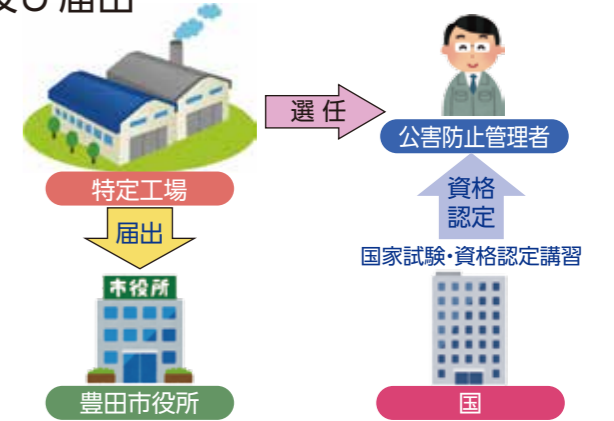 及び届出
選任
公害防止管理者
特定工場
資格
認定
届出
国家試験・資格認定講習
市役所
豊田市役所
国